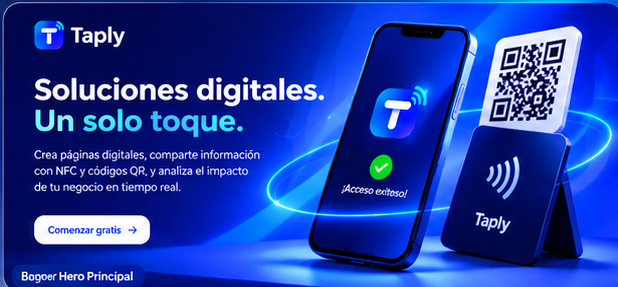 Taply
Soluciones digitales.
Un solo toque.
Crea páginas digitales, comparte información
con NFC y códigos QR, y analiza el impacto
de tu negocio en tiempo real.
Comenzar gratis →
T
¡Acceso exitoso!
Taply
Hero Principal